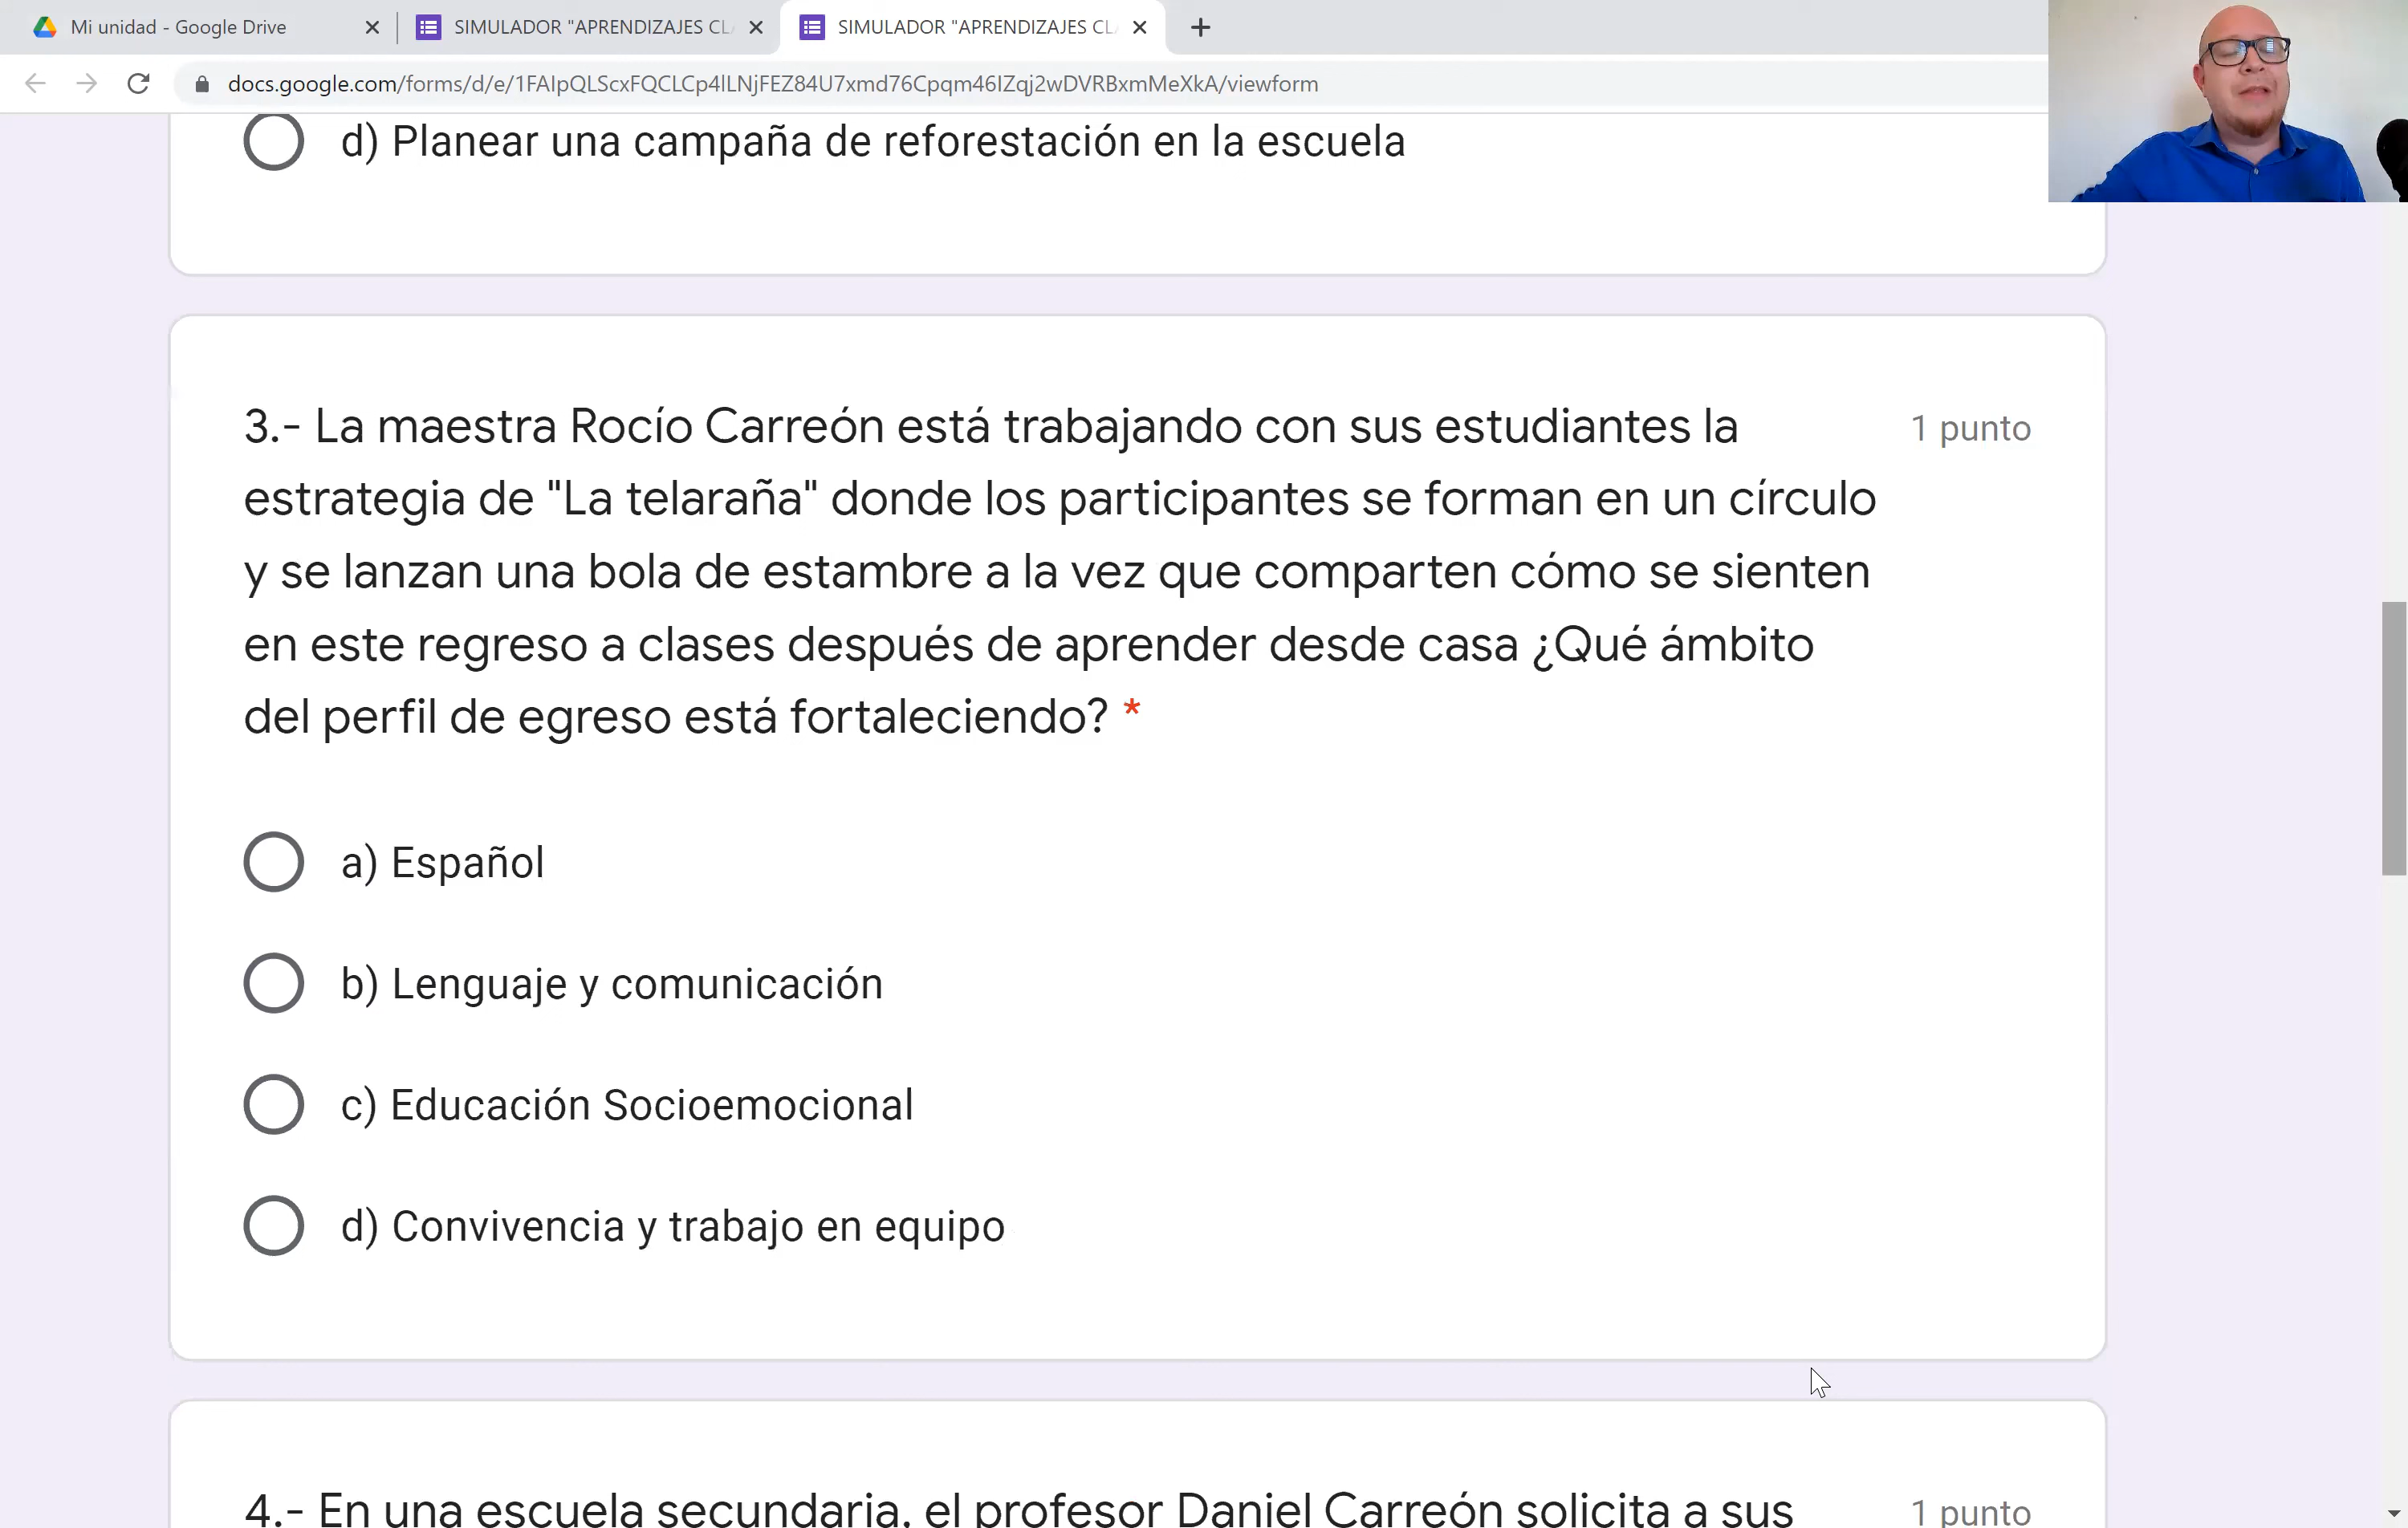 Mi unidad - Google Drive
SIMULADOR "APRENDIZAJES CL
SIMULADOR "APRENDIZAJES CL
docs.google.com/forms/d/e/1FAIpQLScxFQCLCp4lLNjFEZ84U7xmd76Cpqm46IZqj2wDVRBxmMeXkA/viewform
d) Planear una campaña de reforestación en la escuela
3.- La maestra Rocío Carreón está trabajando con sus estudiantes la
1 punto
estrategia de "La telaraña" donde los participantes se forman en un círculo
y se lanzan una bola de estambre a la vez que comparten cómo se sienten
en este regreso a clases después de aprender desde casa ¿Qué ámbito
del perfil de egreso está fortaleciendo? *
a) Español
b) Lenguaje y comunicación
c) Educación Socioemocional
d) Convivencia y trabajo en equipo
4.- En una escuela secundaria, el profesor Daniel Carreón solicita a sus
1 punto